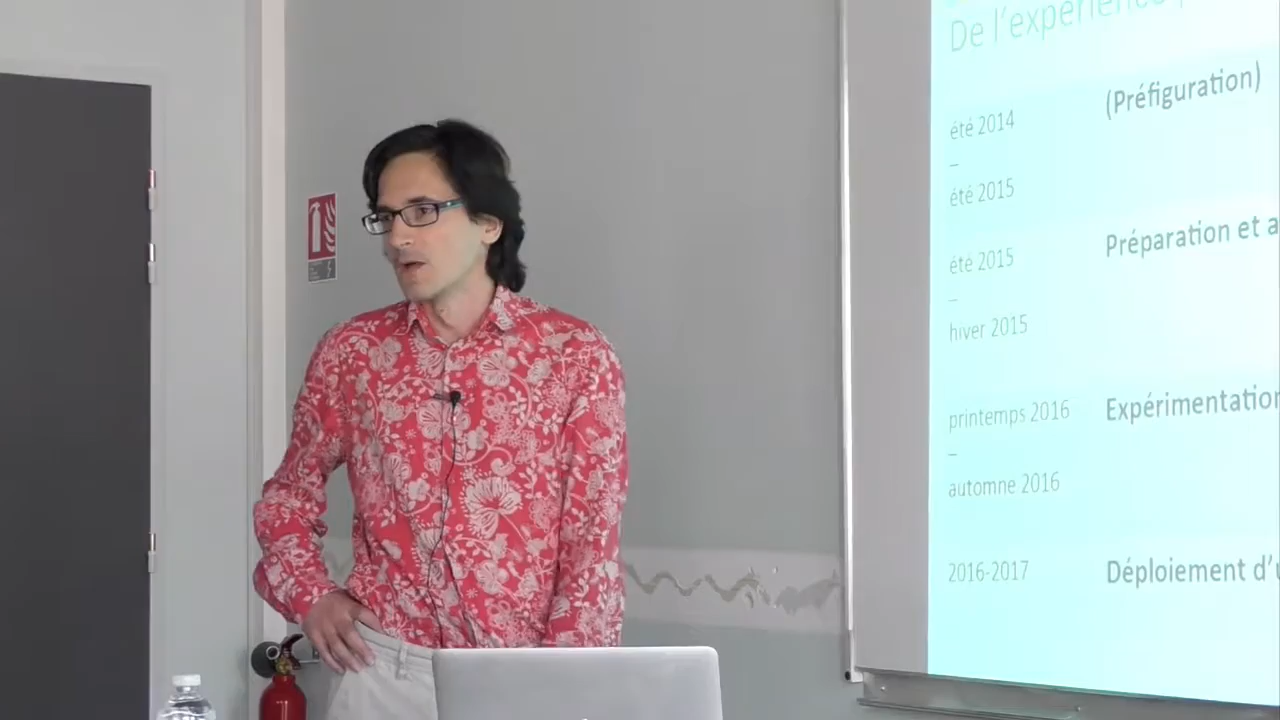 De l'expérience
été 2014
–
été 2015
(Préfiguration)
été 2015
–
hiver 2015
Préparation et a
printemps 2016
–
automne 2016
Expérimentation
2016-2017
Déploiement d'u